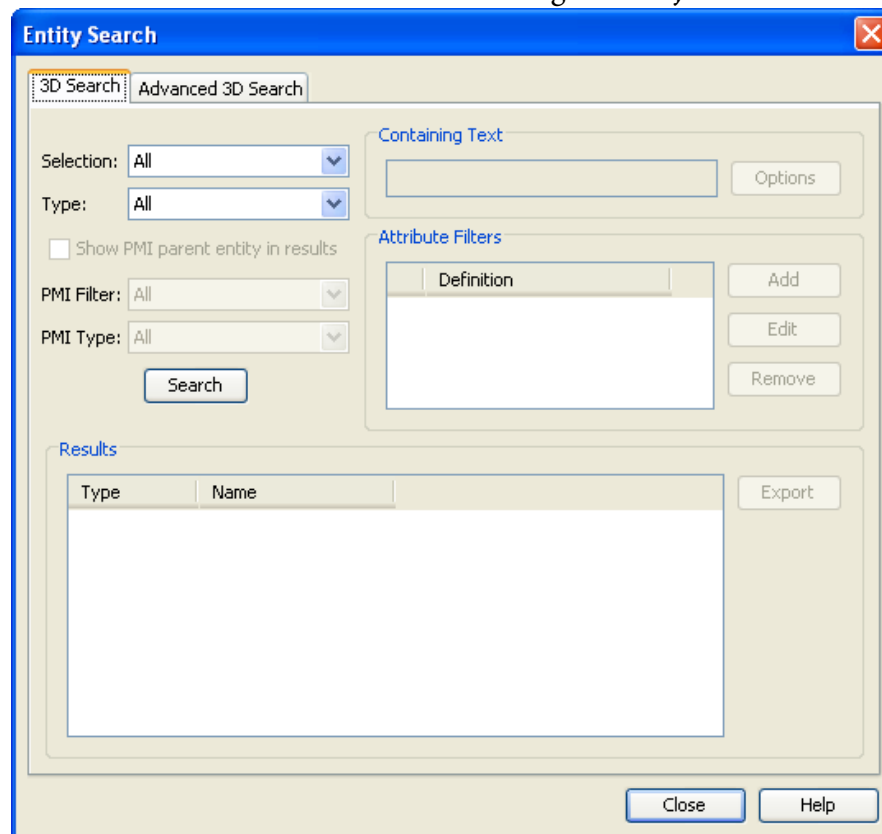 Entity Search
3D Search
Advanced 3D Search
Selection: All
Type: All
Show PMI parent entity in results
PMI Filter: All
PMI Type: All
Search
Containing Text
Options
Attribute Filters
Definition
Add
Edit
Remove
Results
Type
Name
Export
Close
Help